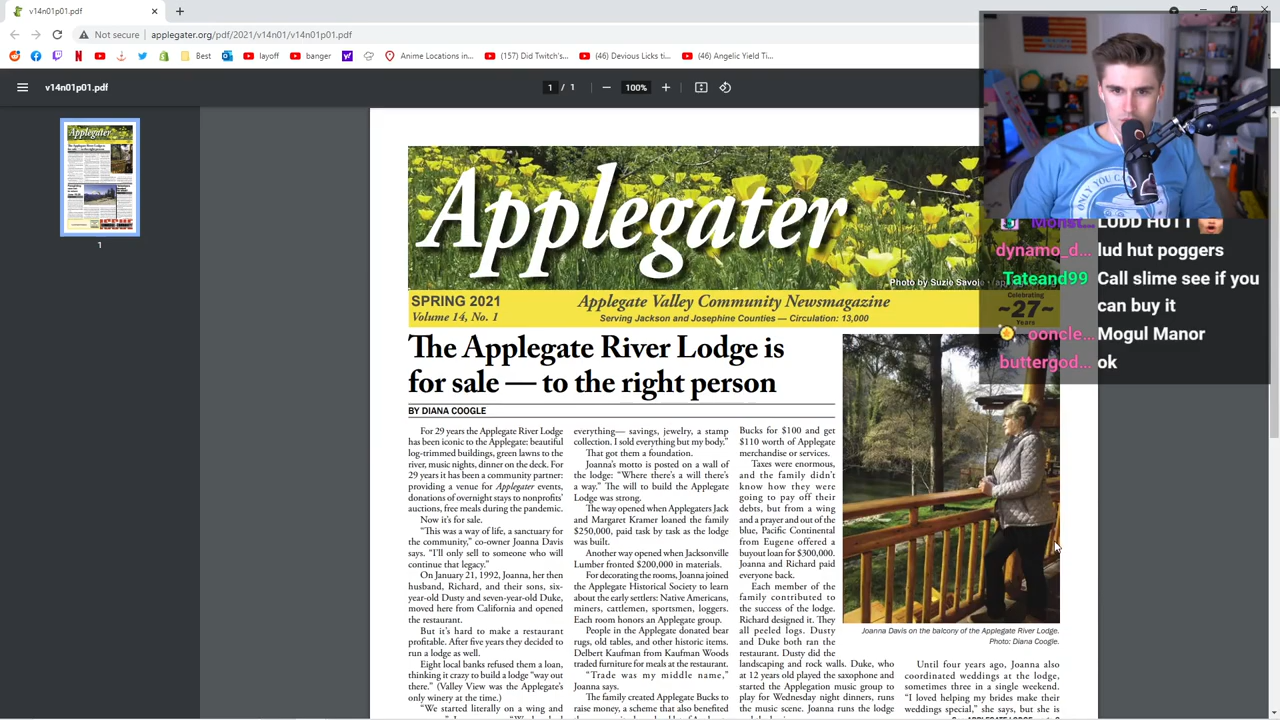 v14n01p01.pdf
Not secure | applegater.org/pdf/2021/v14n01/v14n01p01.pdf
Best
layoff
banger
Anime Locations in...
(157) Did Twitch's...
(46) Devious Licks ti...
(46) Angelic Yield Ti...
v14n01p01.pdf
1 / 1
100%
1
Applegater
Photo by Suzie Savoie
SPRING 2021
Volume 14, No. 1
Applegate Valley Community Newsmagazine
Serving Jackson and Josephine Counties — Circulation: 13,000
Celebrating
~27~
Years
The Applegate River Lodge is
for sale — to the right person
BY DIANA COOGLE
For 29 years the Applegate River Lodge
has been iconic to the Applegate: beautiful
log-trimmed buildings, green lawns to the
river, music nights, dinner on the deck. For
29 years it has been a community partner:
providing a venue for Applegater events,
donations of overnight stays to nonprofits'
auctions, free meals during the pandemic.
Now it's for sale.
"This was a way of life, a sanctuary for
the community," co-owner Joanna Davis
says. "I'll only sell to someone who will
continue that legacy."
On January 21, 1992, Joanna, her then
husband, Richard, and their sons, six-
year-old Dusty and seven-year-old Duke,
moved here from California and opened
the restaurant.
But it's hard to make a restaurant
profitable. After five years they decided to
run a lodge as well.
Eight local banks refused them a loan,
thinking it crazy to build a lodge "way out
there." (Valley View was the Applegate's
only winery at the time.)
"We started literally on a wing and
everything— savings, jewelry, a stamp
collection. I sold everything but my body."
That got them a foundation.
Joanna's motto is posted on a wall of
the lodge: "Where there's a will there's
a way." The will to build the Applegate
Lodge was strong.
The way opened when Applegaters Jack
and Margaret Kramer loaned the family
$250,000, paid task by task as the lodge
was built.
Another way opened when Jacksonville
Lumber fronted $200,000 in materials.
For decorating the rooms, Joanna joined
the Applegate Historical Society to learn
about the early settlers: Native Americans,
miners, cattlemen, sportsmen, loggers.
Each room honors an Applegate group.
People in the Applegate donated bear
rugs, old tables, and other historic items.
Delbert Kaufman from Kaufman Woods
traded furniture for meals at the restaurant.
"Trade was my middle name,"
Joanna says.
The family created Applegate Bucks to
raise money, a scheme that also benefited
Bucks for $100 and get
$110 worth of Applegate
merchandise or services.
Taxes were enormous,
and the family didn't
know how they were
going to pay off their
debts, but from a wing
and a prayer and out of the
blue, Pacific Continental
from Eugene offered a
buyout loan for $300,000.
Joanna and Richard paid
everyone back.
Each member of the
family contributed to
the success of the lodge.
Richard designed it. They
all peeled logs. Dusty
and Duke both ran the
restaurant. Dusty did the
landscaping and rock walls. Duke, who
at 12 years old played the saxophone and
started the Applegation music group to
play for Wednesday night dinners, runs
the music scene. Joanna runs the lodge
Joanna Davis on the balcony of the Applegate River Lodge.
Photo: Diana Coogle.
Until four years ago, Joanna also
coordinated weddings at the lodge,
sometimes three in a single weekend.
"I loved helping my brides make their
weddings special," she says, but she is
Monst... LUDD HUTT
dynamo_d... lud hut poggers
Tateand99 Call slime see if you
can buy it
ooncle... Mogul Manor
buttergod... ok